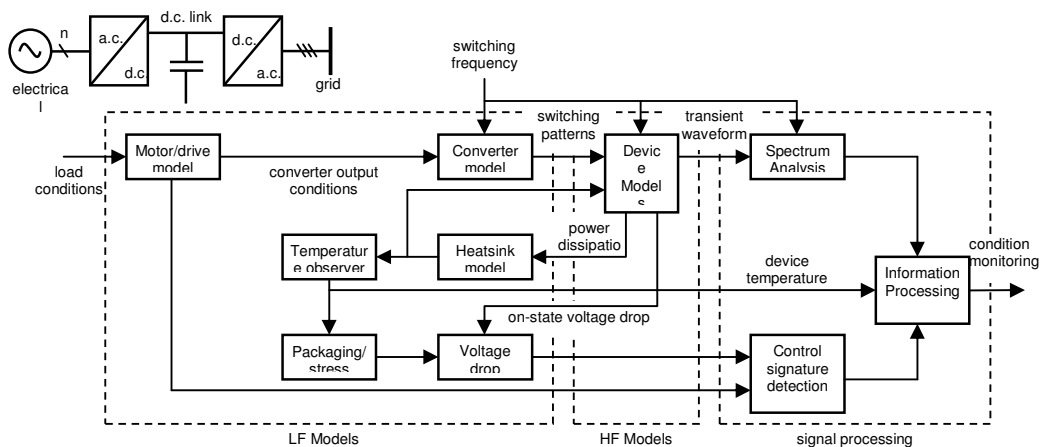 n
a.c.
d.c.
d.c. link
d.c.
a.c.
grid
electrica
l
switching
frequency
load
conditions
Motor/drive
model
converter output
conditions
Converter
model
switching
patterns
Devic
e
Model
s
transient
waveform
Spectrum
Analysis
Temperatur
e observer
Heatsink
model
power
dissipatio
device
temperature
Information
Processing
condition
monitoring
on-state voltage drop
Packaging/
stress
Voltage
drop
Control
signature
detection
LF Models
HF Models
signal processing